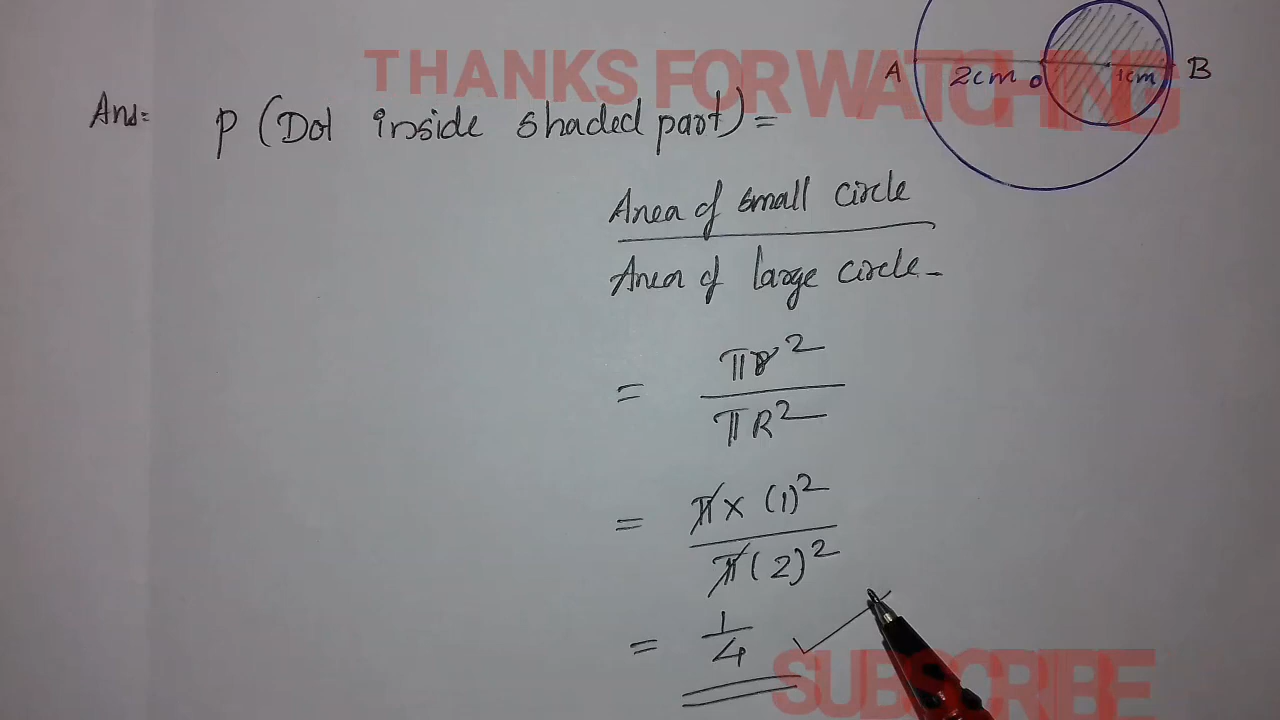 THANKS FOR WATCHING
A 2cm O 1cm B
Ans:
P (Dot inside shaded part) =
Area of small circle
Area of large circle
= πr²
πR²
= π × (1)²
π (2)²
= 1
4
SUBSCRIBE